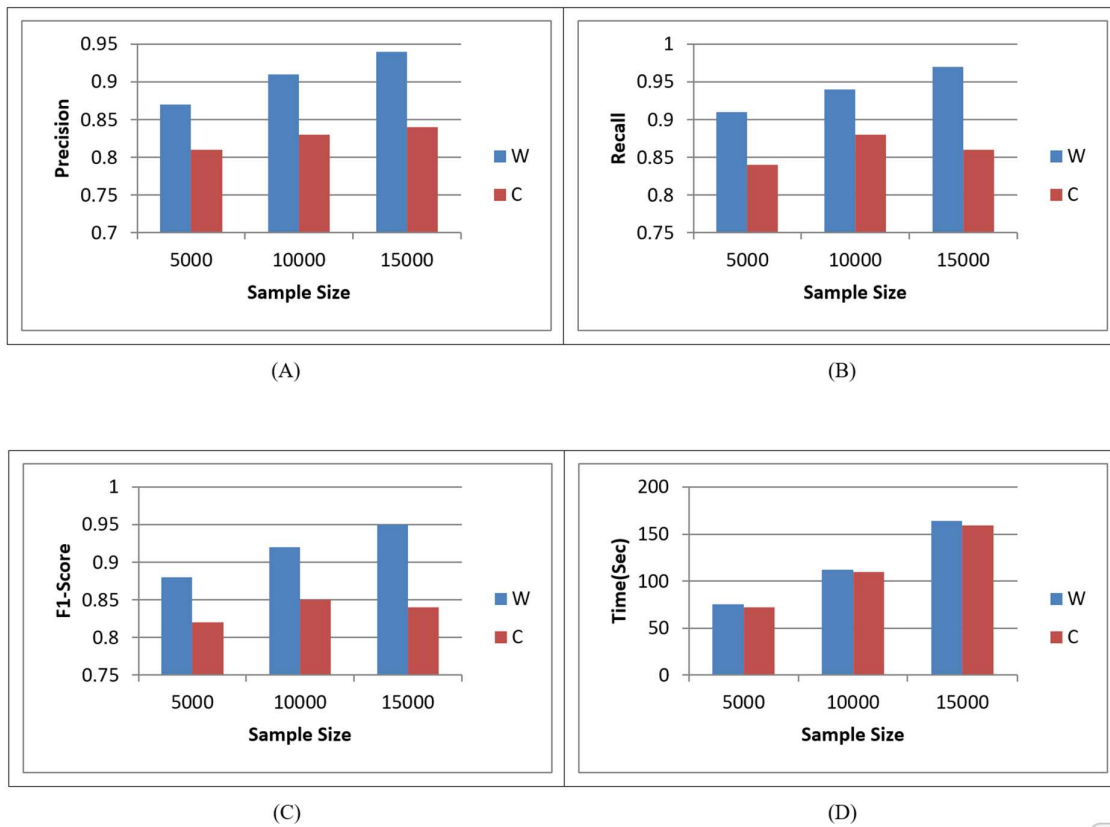 0.95
0.9
0.85
0.8
0.75
0.7
Precision
5000 10000 15000
Sample Size
W
C
(A)
1
0.95
0.9
0.85
0.8
0.75
Recall
5000 10000 15000
Sample Size
W
C
(B)
1
0.95
0.9
0.85
0.8
0.75
F1-Score
5000 10000 15000
Sample Size
W
C
(C)
200
150
100
50
0
Time(Sec)
5000 10000 15000
Sample Size
W
C
(D)